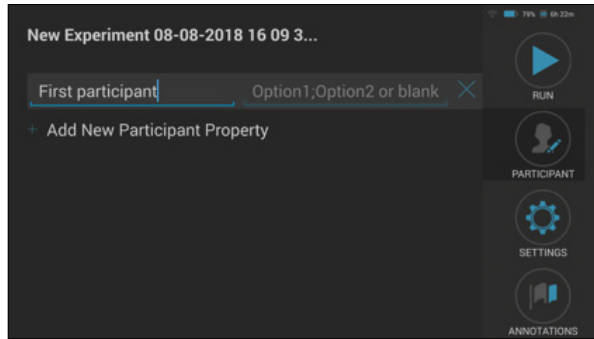 79% 6h 22m
New Experiment 08-08-2018 16 09 3...
First participant Option1;Option2 or blank
+ Add New Participant Property
RUN
PARTICIPANT
SETTINGS
ANNOTATIONS